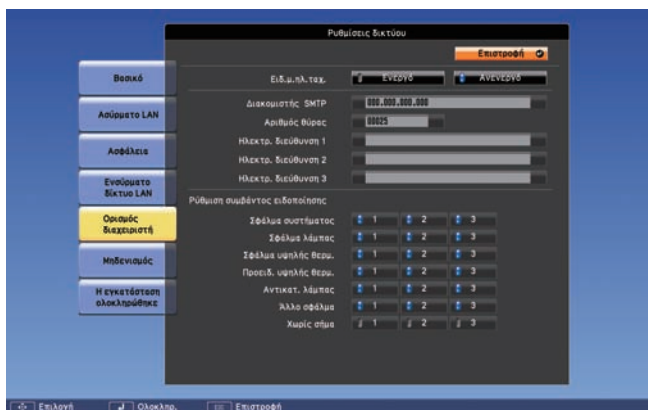 Ρυθμίσεις δικτύου
Επιστροφή
Βασικό
Ασύρματο LAN
Ασφάλεια
Ενσύρματο
δίκτυο LAN
Ορισμός
διαχειριστή
Μηδενισμός
Η εγκατάσταση
ολοκληρώθηκε
Ειδ.μ.ηλ.ταχ. Ενεργό Ανενεργό
Διακομιστής SMTP 000.000.000.000
Αριθμός θύρας 00025
Ηλεκτρ. διεύθυνση 1
Ηλεκτρ. διεύθυνση 2
Ηλεκτρ. διεύθυνση 3
Ρύθμιση συμβάντος ειδοποίησης
Σφάλμα συστήματος 1 2 3
Σφάλμα λάμπας 1 2 3
Σφάλμα υψηλής θερμ. 1 2 3
Προειδ. υψηλής θερμ. 1 2 3
Αντικατ. λάμπας 1 2 3
Άλλο σφάλμα 1 2 3
Χωρίς σήμα 1 2 3
Επιλογή Ολοκληρ. Επιστροφή